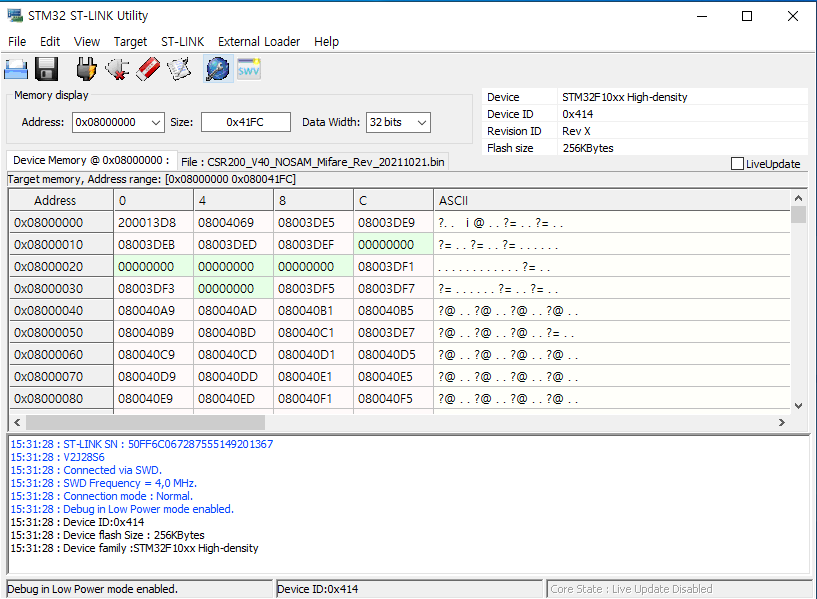 STM32 ST-LINK Utility
File Edit View Target ST-LINK External Loader Help
SWV
Memory display
Address: 0x08000000 Size: 0x41FC Data Width: 32 bits
Device STM32F10xx High-density
Device ID 0x414
Revision ID Rev X
Flash size 256KBytes
LiveUpdate
Device Memory @ 0x08000000 : File : CSR200_V40_NOSAM_Mifare_Rev_20211021.bin
Target memory, Address range: [0x08000000 0x080041FC]
Address 0 4 8 C ASCII
0x08000000 200013D8 08004069 08003DE5 08003DE9 ?. . i @ . . ?= . . ?= . .
0x08000010 08003DEB 08003DED 08003DEF 00000000 ?= . . ?= . . ?= . . . . . .
0x08000020 00000000 00000000 00000000 08003DF1 . . . . . . . . . . . . ?= . .
0x08000030 08003DF3 00000000 08003DF5 08003DF7 ?= . . . . . . ?= . . ?= . .
0x08000040 080040A9 080040AD 080040B1 080040B5 ?@ . . ?@ . . ?@ . . ?@ . .
0x08000050 080040B9 080040BD 080040C1 08003DE7 ?@ . . ?@ . . ?@ . . ?= . .
0x08000060 080040C9 080040CD 080040D1 080040D5 ?@ . . ?@ . . ?@ . . ?@ . .
0x08000070 080040D9 080040DD 080040E1 080040E5 ?@ . . ?@ . . ?@ . . ?@ . .
0x08000080 080040E9 080040ED 080040F1 080040F5 ?@ . . ?@ . . ?@ . . ?@ . .
15:31:28 : ST-LINK SN : 50FF6C067287555149201367
15:31:28 : V2J28S6
15:31:28 : Connected via SWD.
15:31:28 : SWD Frequency = 4,0 MHz.
15:31:28 : Connection mode : Normal.
15:31:28 : Debug in Low Power mode enabled.
15:31:28 : Device ID:0x414
15:31:28 : Device flash Size : 256KBytes
15:31:28 : Device family :STM32F10xx High-density
Debug in Low Power mode enabled. Device ID:0x414 Core State : Live Update Disabled